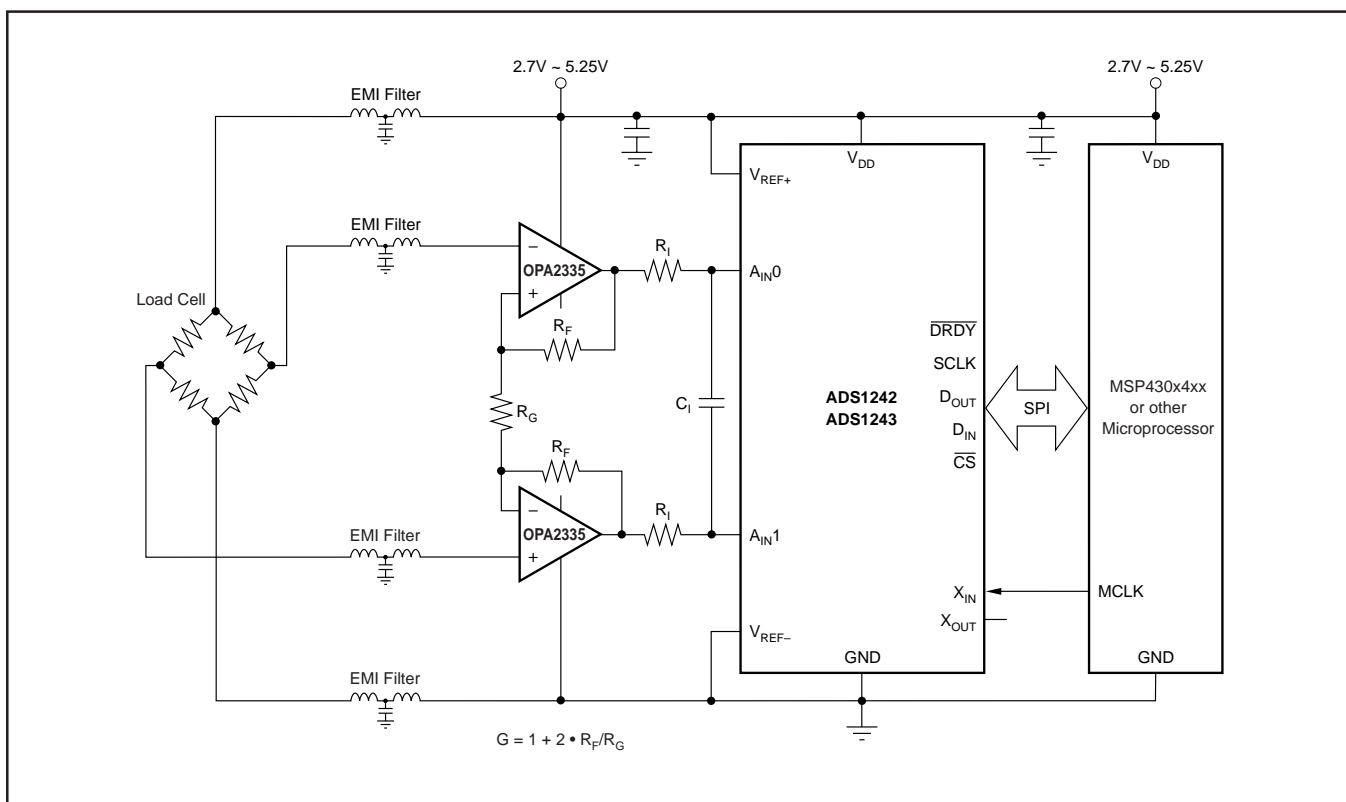 2.7V ~ 5.25V
2.7V ~ 5.25V
EMI Filter
V_DD
V_DD
V_REF+
EMI Filter
−
OPA2335
+
R_I
A_IN0
Load Cell
R_F
DRDY
SCLK
R_G
C_I
ADS1242
ADS1243
D_OUT
D_IN
CS
SPI
MSP430x4xx
or other
Microprocessor
R_F
−
OPA2335
+
R_I
A_IN1
EMI Filter
X_IN
MCLK
X_OUT
V_REF−
GND
GND
EMI Filter
G = 1 + 2 • R_F/R_G